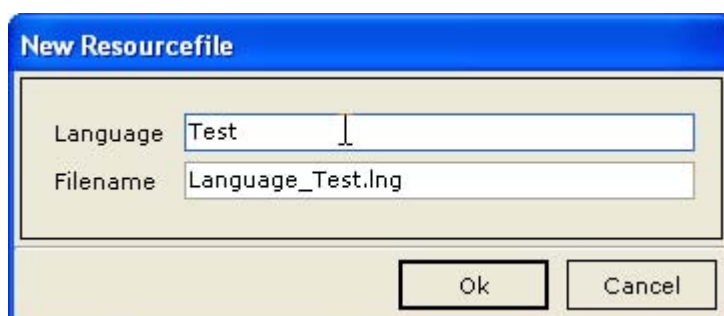 New Resourcefile
Language Test
Filename Language_Test.lng
Ok Cancel